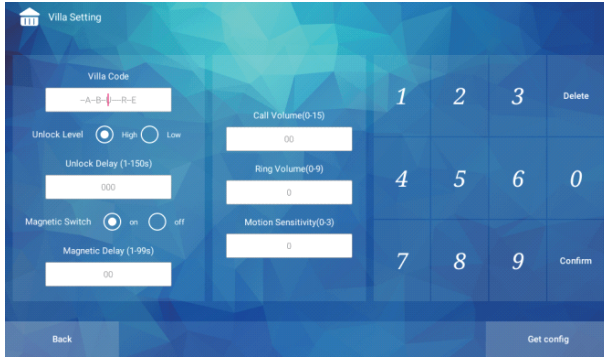 Villa Setting
Villa Code
--A-B-U---R-E
Unlock Level High Low
Unlock Delay (1-150s)
000
Magnetic Switch on off
Magnetic Delay (1-99s)
00
Call Volume(0-15)
00
Ring Volume(0-9)
0
Motion Sensitivity(0-3)
0
1 2 3 Delete
4 5 6 0
7 8 9 Confirm
Back
Get config